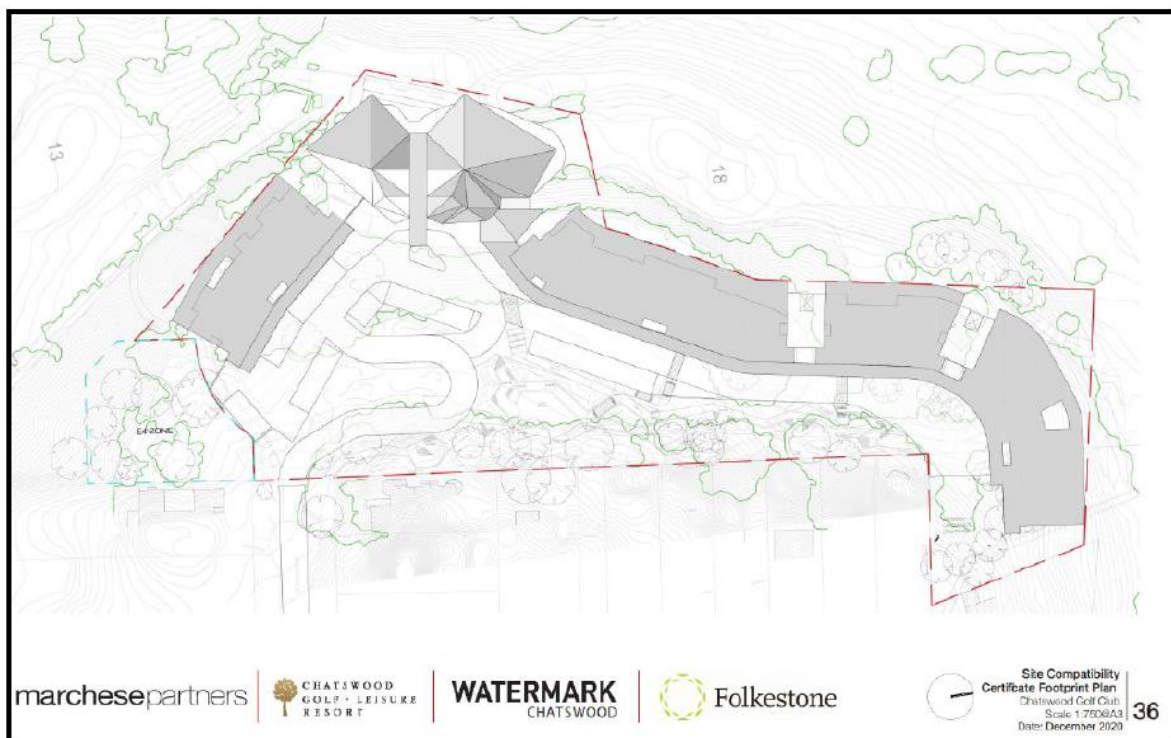 13
18
E4 ZONE
marchesepartners
CHATSWOOD
GOLF · LEISURE
RESORT
WATERMARK
CHATSWOOD
Folkestone
Site Compatibility
Certificate Footprint Plan
Chatswood Golf Club
Scale 1:750@A3
Date: December 2020
36